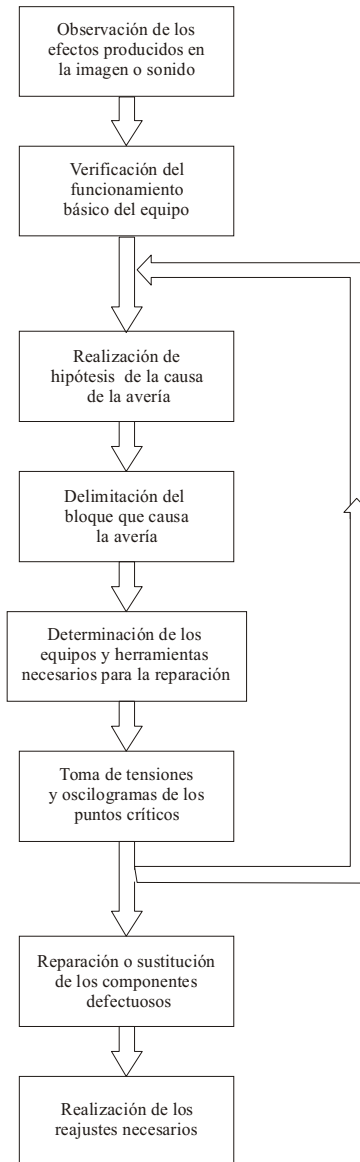 Observación de los
efectos producidos en
la imagen o sonido
Verificación del
funcionamiento
básico del equipo
Realización de
hipótesis de la causa
de la avería
Delimitación del
bloque que causa
la avería
Determinación de los
equipos y herramientas
necesarios para la reparación
Toma de tensiones
y oscilogramas de los
puntos críticos
Reparación o sustitución
de los componentes
defectuosos
Realización de los
reajustes necesarios